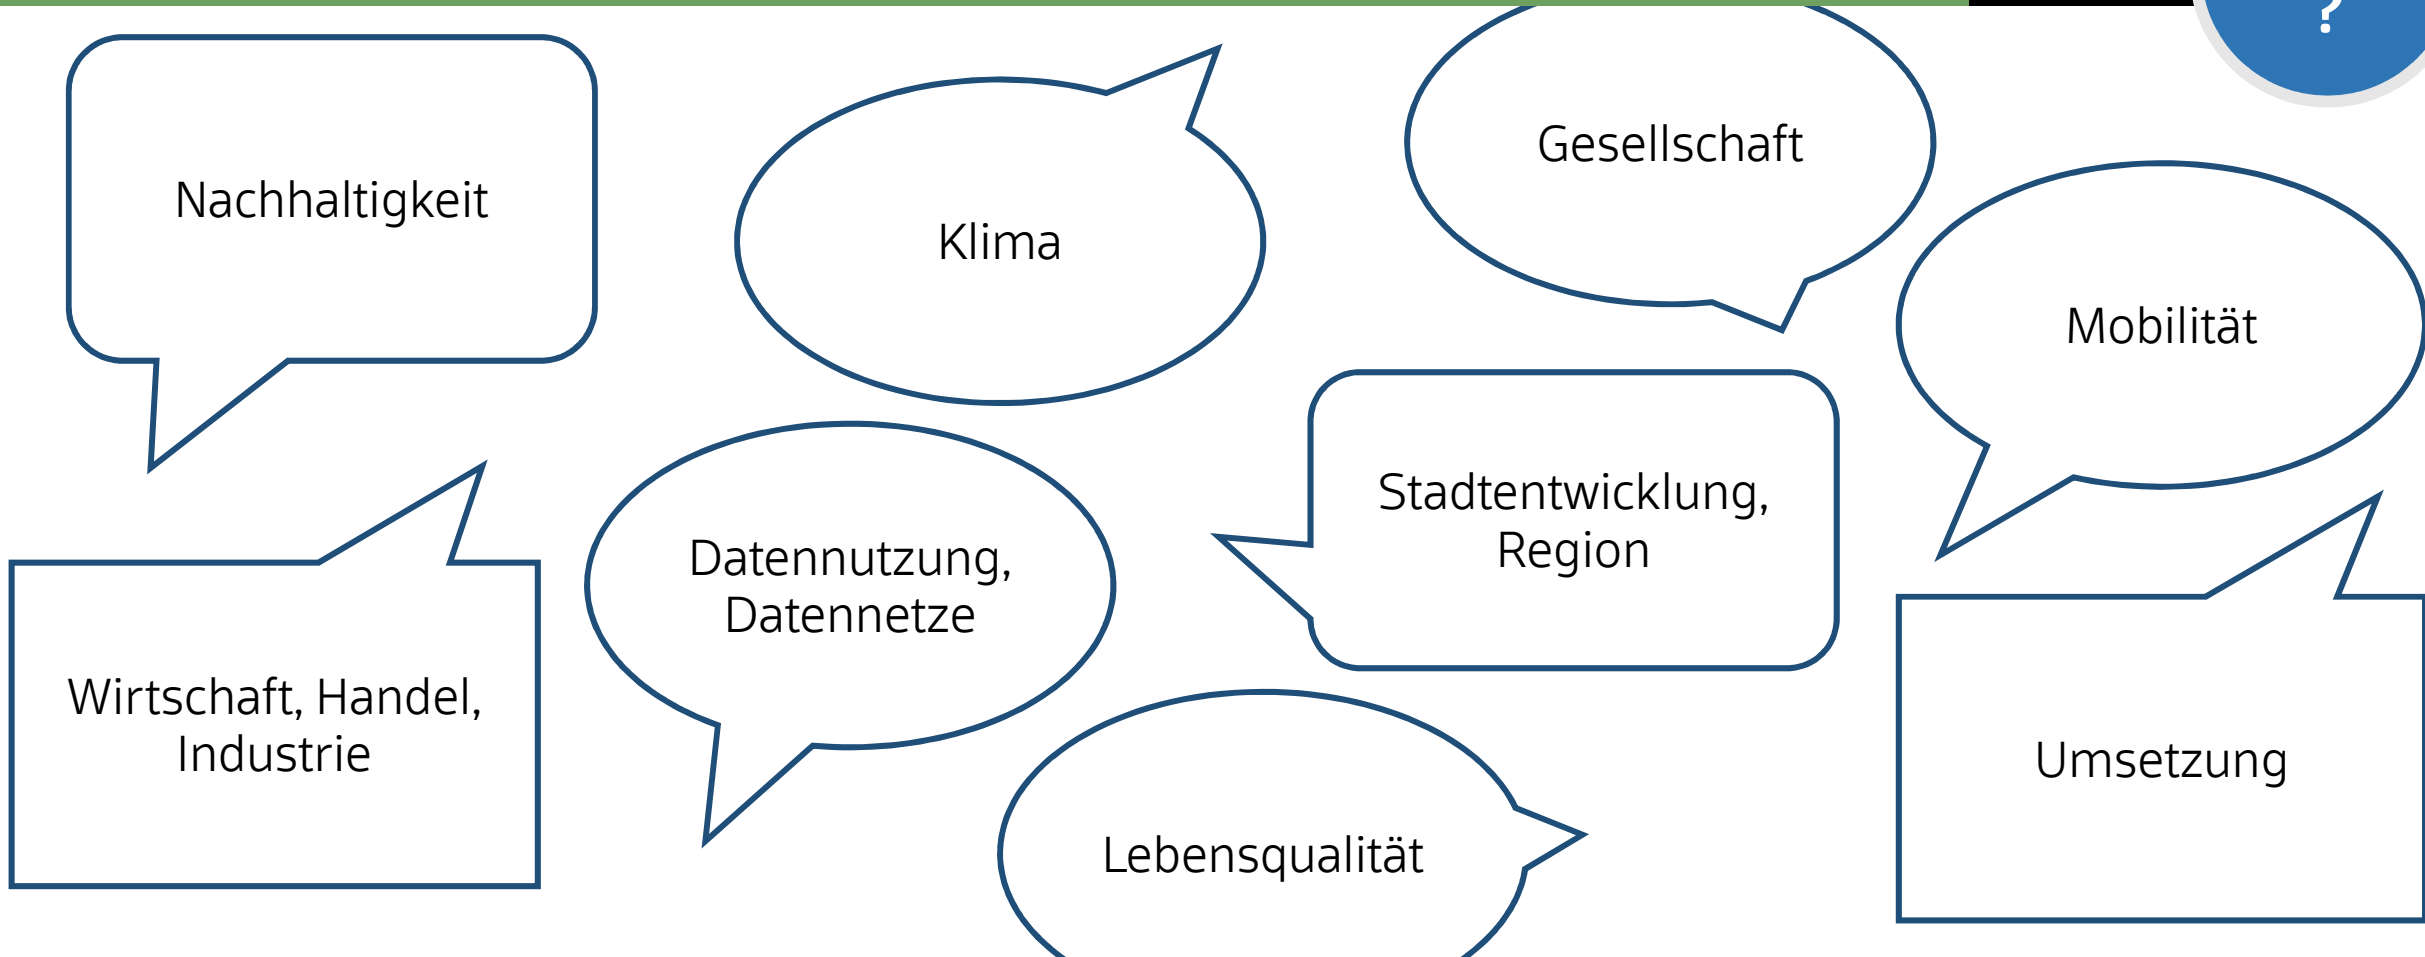 ?
Nachhaltigkeit
Klima
Gesellschaft
Mobilität
Wirtschaft, Handel,
Industrie
Datennutzung,
Datennetze
Stadtentwicklung,
Region
Lebensqualität
Umsetzung